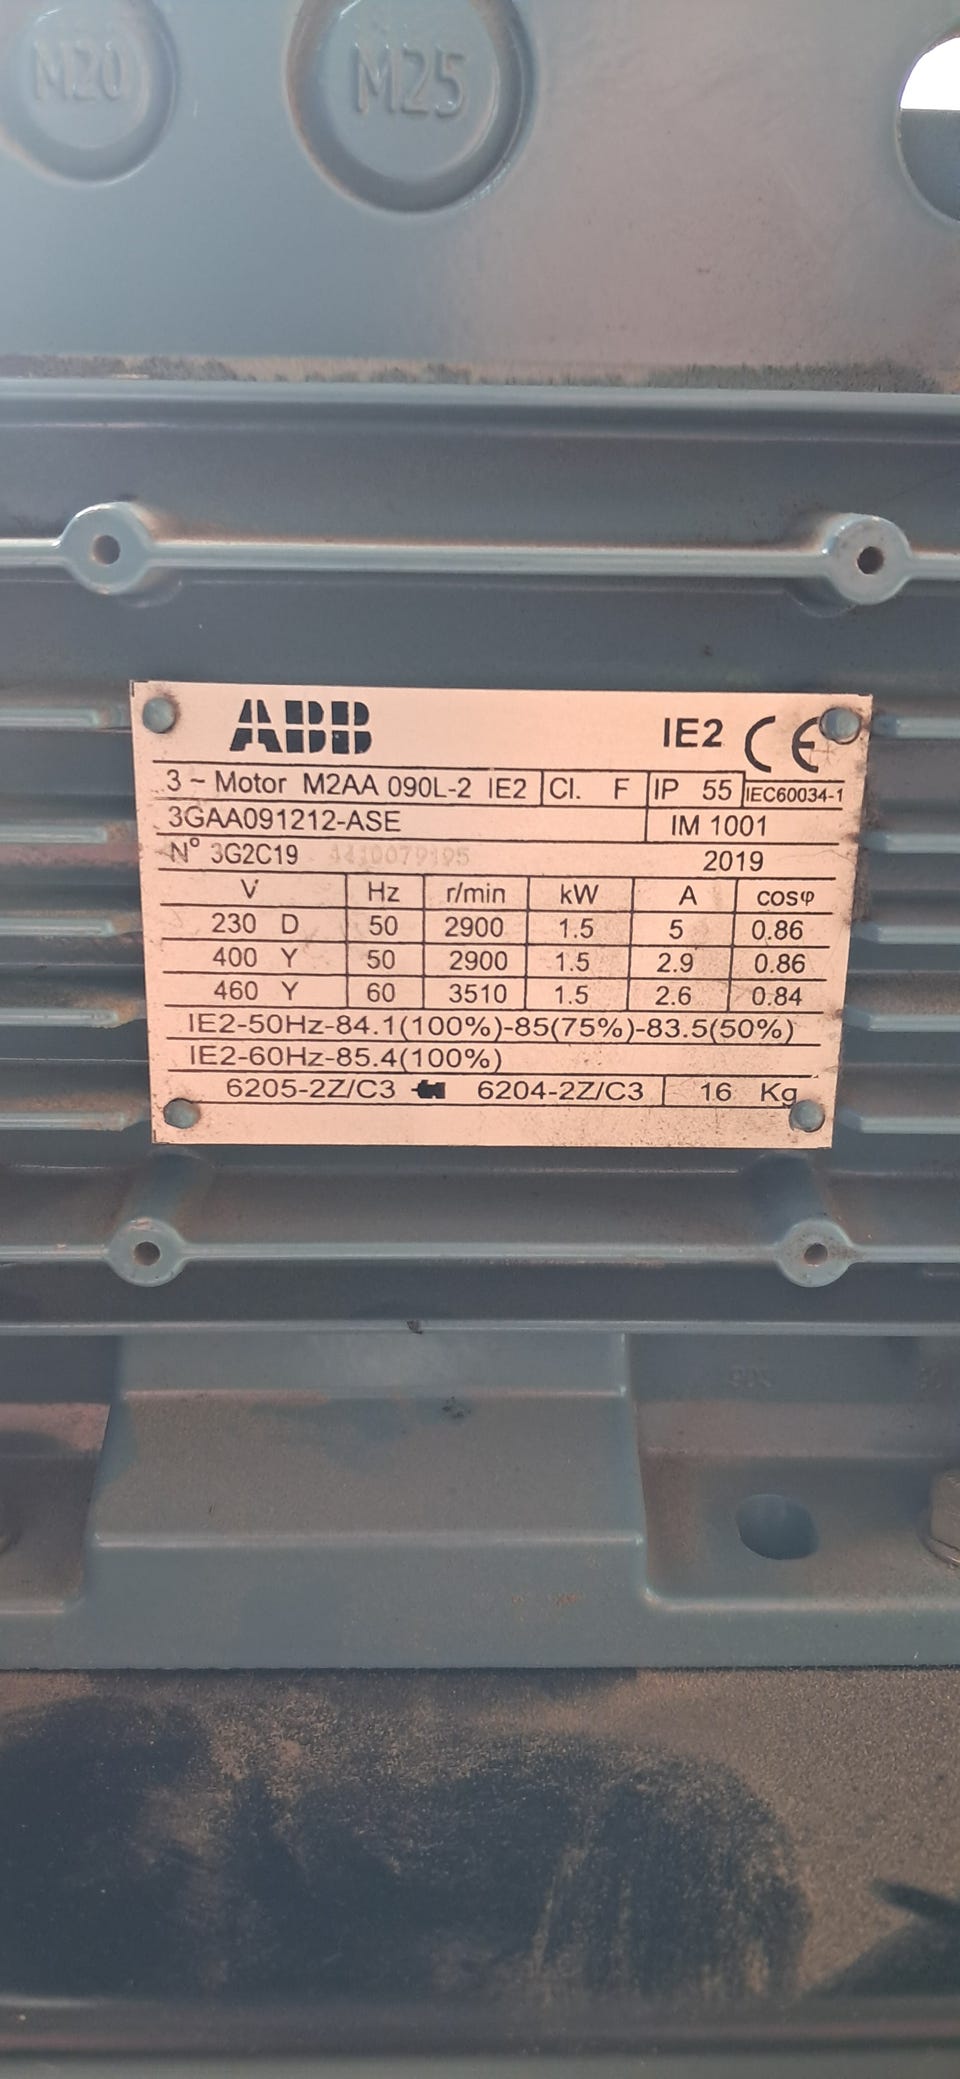 M20 M25
ABB IE2 CE
3 ~ Motor M2AA 090L-2 IE2 Cl. F IP 55 IEC60034-1
3GAA091212-ASE IM 1001
N° 3G2C19 4410079195 2019
V Hz r/min kW A cosφ
230 D 50 2900 1.5 5 0.86
400 Y 50 2900 1.5 2.9 0.86
460 Y 60 3510 1.5 2.6 0.84
IE2-50Hz-84.1(100%)-85(75%)-83.5(50%)
IE2-60Hz-85.4(100%)
6205-2Z/C3 6204-2Z/C3 16 Kg